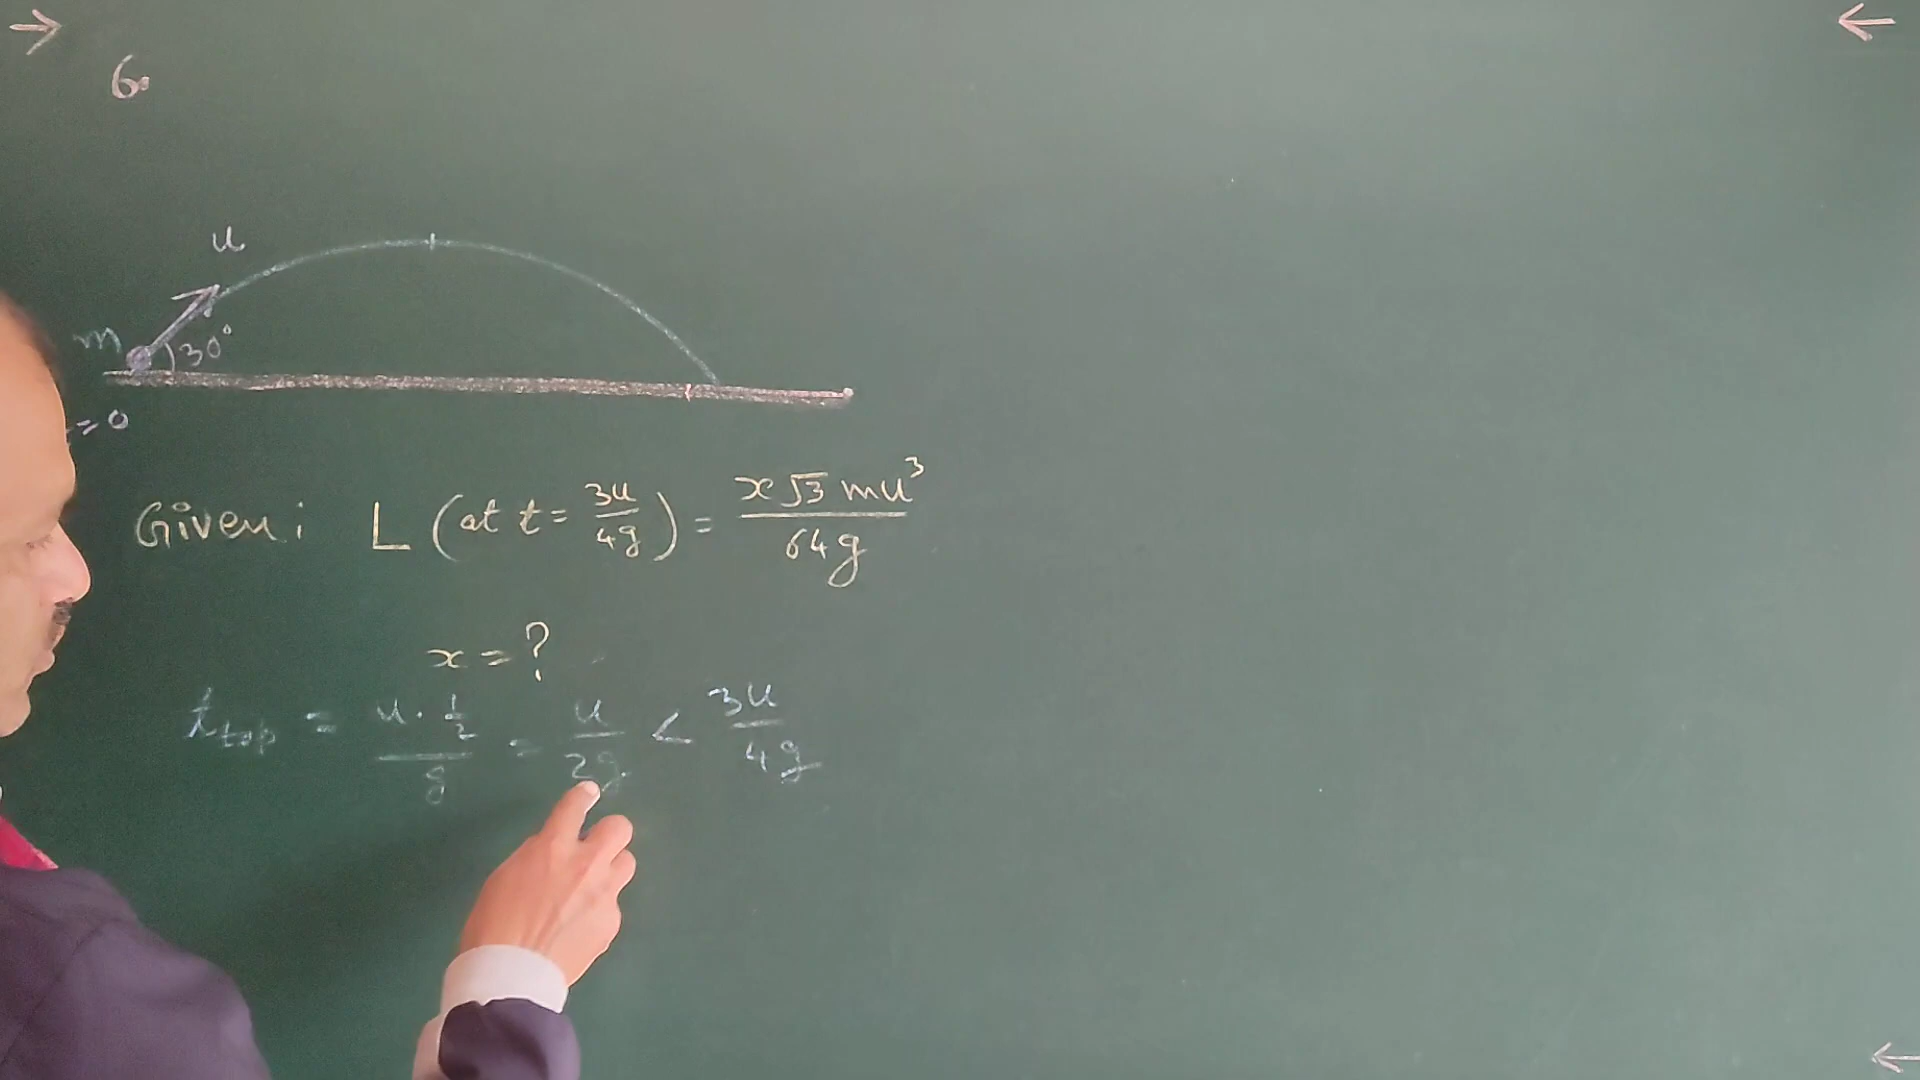 → ←
6.
u
m 30°
= 0
Given: L (at t = 3u/4g) = x√3 mu³/64g
x = ?
t_top = (u · 1/2)/g = u/2g < 3u/4g
←